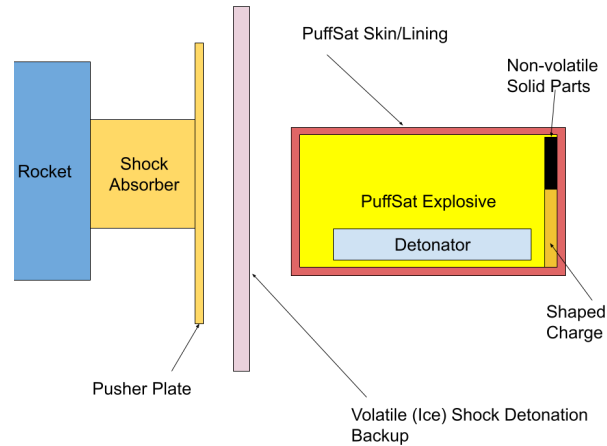 PuffSat Skin/Lining
Non-volatile
Solid Parts
Rocket
Shock
Absorber
PuffSat Explosive
Detonator
Shaped
Charge
Pusher Plate
Volatile (Ice) Shock Detonation
Backup